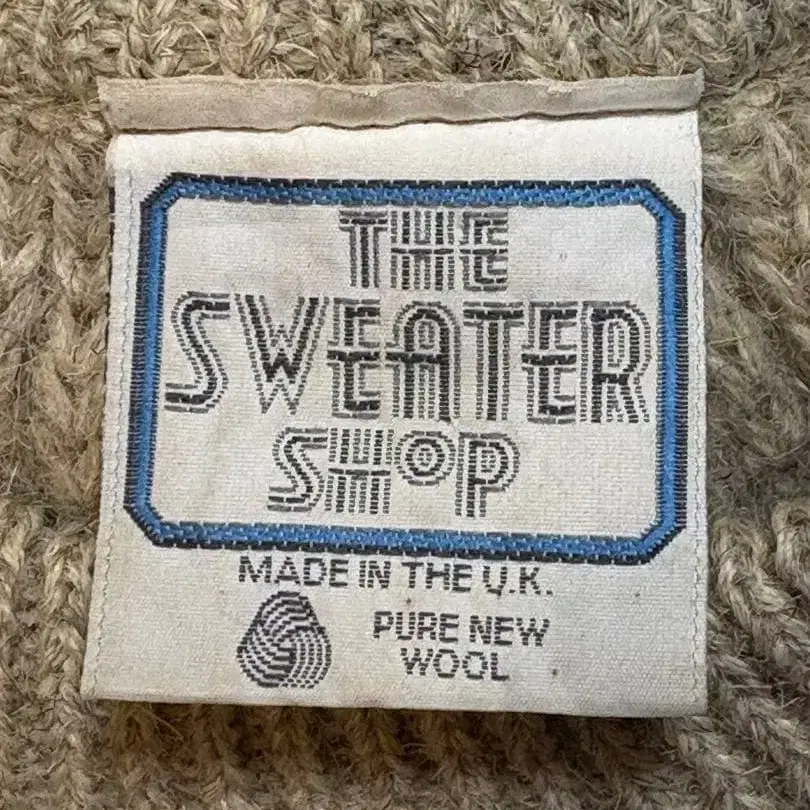 THE
SWEATER
SHOP
MADE IN THE U.K.
PURE NEW
WOOL